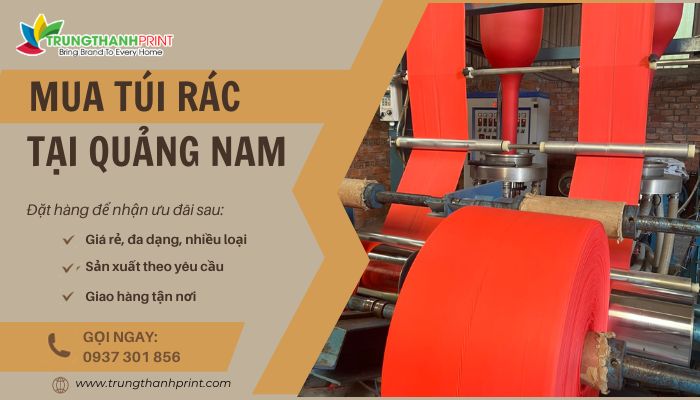 TRUNGTHANHPRINT
Bring Brand To Every Home
MUA TÚI RÁC
TẠI QUẢNG NAM
Đặt hàng để nhận ưu đãi sau:
Giá rẻ, đa dạng, nhiều loại
Sản xuất theo yêu cầu
Giao hàng tận nơi
GỌI NGAY:
0937 301 856
www.trungthanhprint.com